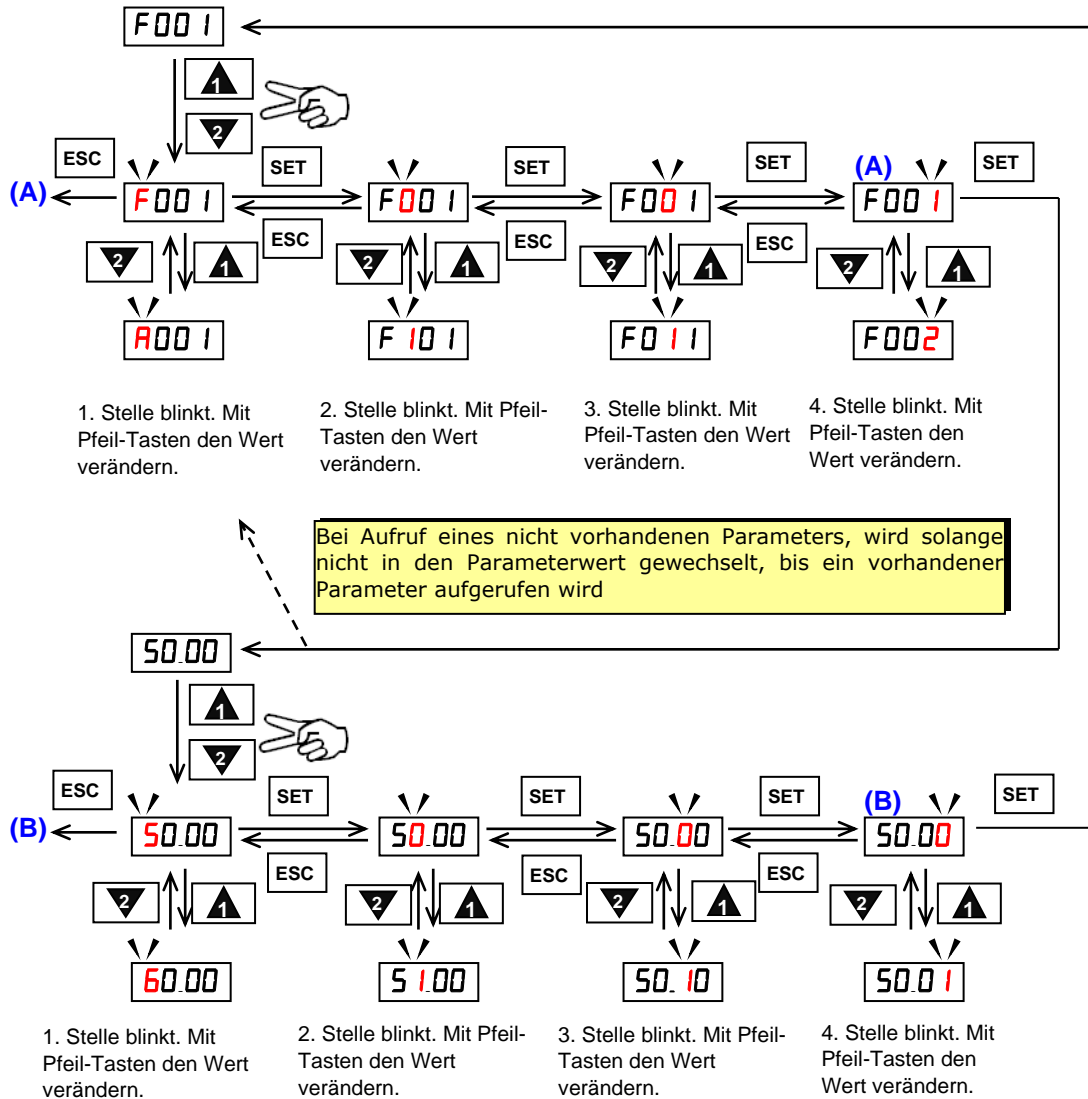 F001
1
2
ESC
SET
SET
SET
(A)
SET
(A)
F001
F001
F001
F001
ESC
ESC
ESC
2
1
2
1
2
1
2
1
A001
F101
F011
F002
1. Stelle blinkt. Mit
Pfeil-Tasten den Wert
verändern.
2. Stelle blinkt. Mit Pfeil-
Tasten den Wert
verändern.
3. Stelle blinkt. Mit
Pfeil-Tasten den Wert
verändern.
4. Stelle blinkt. Mit
Pfeil-Tasten den
Wert verändern.
Bei Aufruf eines nicht vorhandenen Parameters, wird solange
nicht in den Parameterwert gewechselt, bis ein vorhandener
Parameter aufgerufen wird
50.00
1
2
ESC
SET
SET
SET
(B)
SET
(B)
50.00
50.00
50.00
50.00
ESC
ESC
ESC
2
1
2
1
2
1
2
1
60.00
51.00
50.10
50.01
1. Stelle blinkt. Mit
Pfeil-Tasten den Wert
verändern.
2. Stelle blinkt. Mit Pfeil-
Tasten den Wert
verändern.
3. Stelle blinkt. Mit Pfeil-
Tasten den Wert
verändern.
4. Stelle blinkt. Mit
Pfeil-Tasten den
Wert verändern.